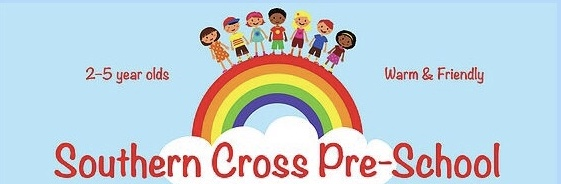 2-5 year olds
Warm & Friendly
Southern Cross Pre-School